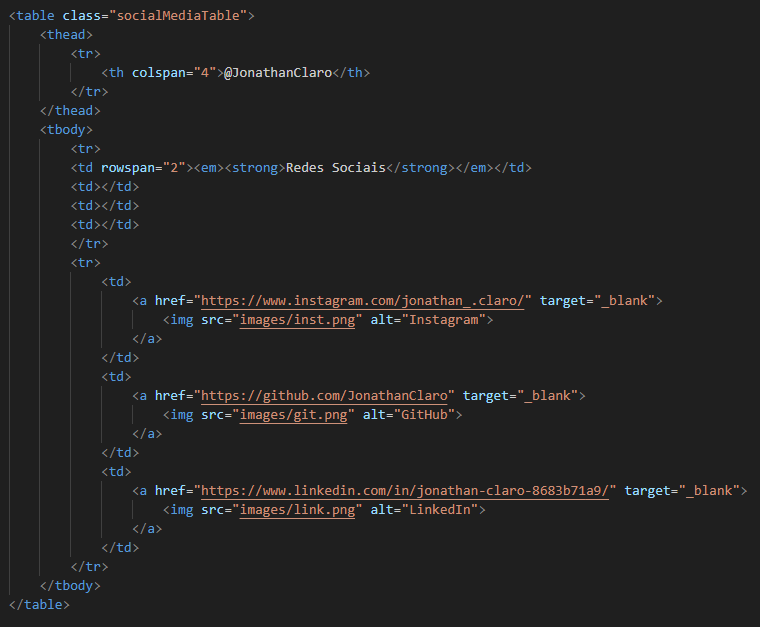 <table class="socialMediaTable">
    <thead>
        <tr>
            <th colspan="4">@JonathanClaro</th>
        </tr>
    </thead>
    <tbody>
        <tr>
        <td rowspan="2"><em><strong>Redes Sociais</strong></em></td>
        <td></td>
        <td></td>
        <td></td>
        </tr>
        <tr>
            <td>
                <a href="https://www.instagram.com/jonathan_.claro/" target="_blank">
                    <img src="images/inst.png" alt="Instagram">
                </a>
            </td>
            <td>
                <a href="https://github.com/JonathanClaro" target="_blank">
                    <img src="images/git.png" alt="GitHub">
                </a>
            </td>
            <td>
                <a href="https://www.linkedin.com/in/jonathan-claro-8683b71a9/" target="_blank">
                    <img src="images/link.png" alt="LinkedIn">
                </a>
            </td>
        </tr>
    </tbody>
</table>